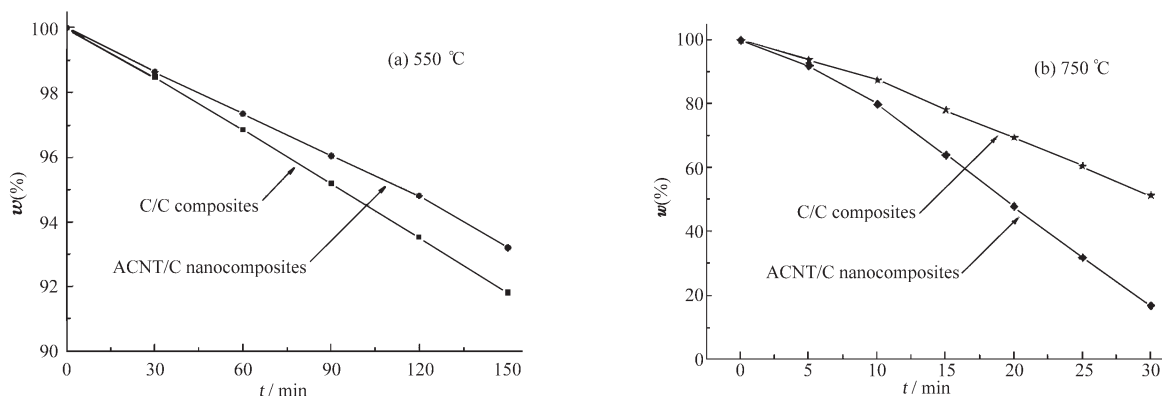 100
98
96
94
92
90
w(%)
(a) 550 ℃
C/C composites
ACNT/C nanocomposites
0 30 60 90 120 150
t / min
100
80
60
40
20
0
w(%)
(b) 750 ℃
C/C composites
ACNT/C nanocomposites
0 5 10 15 20 25 30
t / min